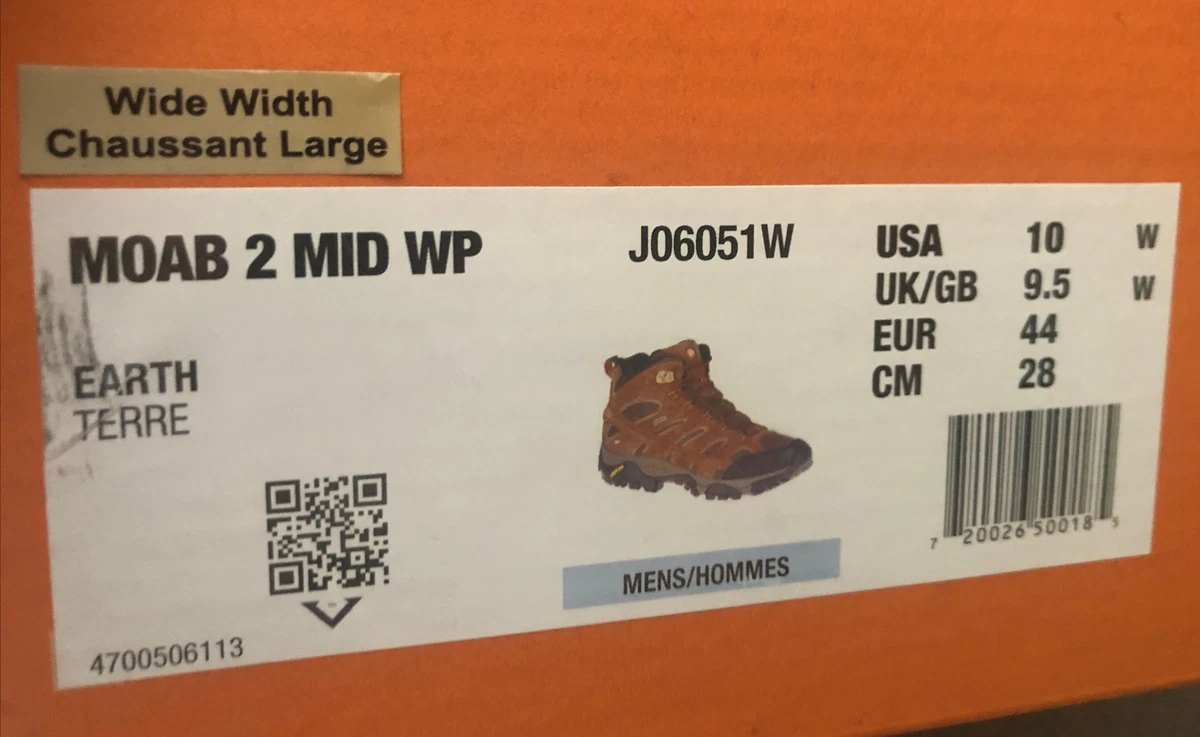 Wide Width
Chaussant Large
MOAB 2 MID WP
J06051W
USA 10 W
UK/GB 9.5 W
EUR 44
CM 28
EARTH
TERRE
7 20026 50018 5
MENS/HOMMES
4700506113